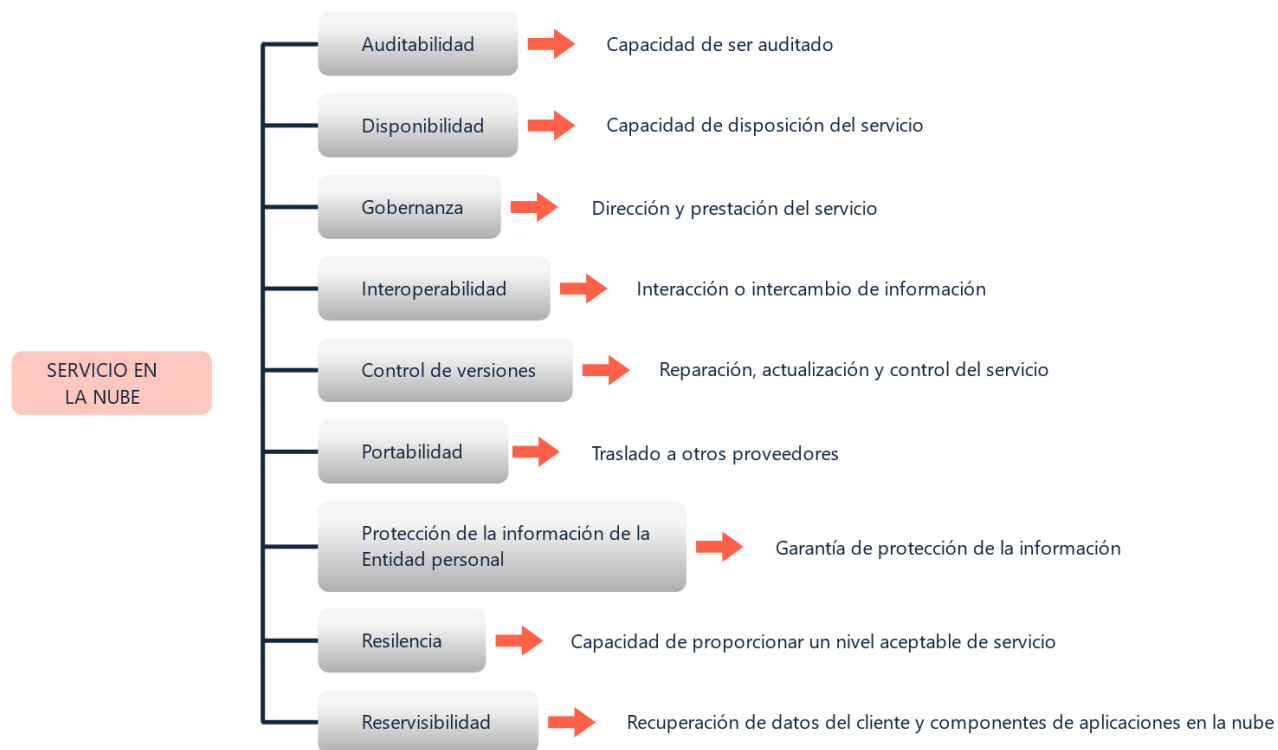 Auditabilidad
Capacidad de ser auditado
Disponibilidad
Capacidad de disposición del servicio
Gobernanza
Dirección y prestación del servicio
Interoperabilidad
Interacción o intercambio de información
SERVICIO EN
LA NUBE
Control de versiones
Reparación, actualización y control del servicio
Portabilidad
Traslado a otros proveedores
Protección de la información de la
Entidad personal
Garantía de protección de la información
Resilencia
Capacidad de proporcionar un nivel aceptable de servicio
Reservisibilidad
Recuperación de datos del cliente y componentes de aplicaciones en la nube